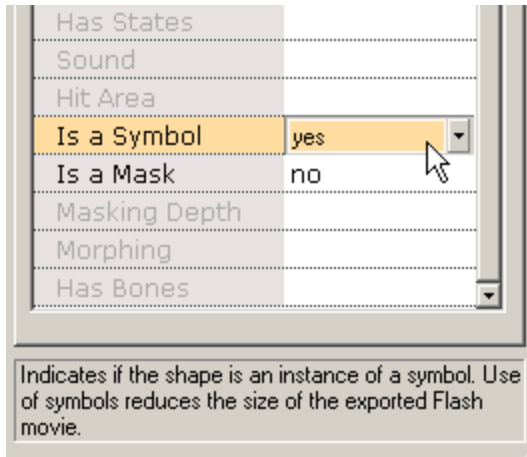 Has States
Sound
Hit Area
Is a Symbol yes
Is a Mask no
Masking Depth
Morphing
Has Bones
Indicates if the shape is an instance of a symbol. Use
of symbols reduces the size of the exported Flash
movie.